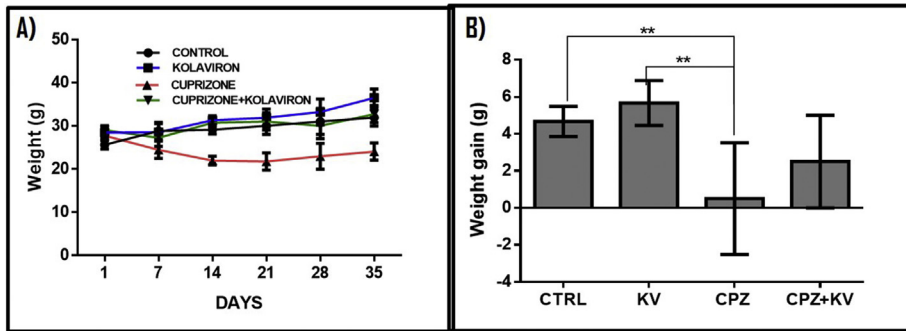 A)
CONTROL
KOLAVIRON
CUPRIZONE
CUPRIZONE+KOLAVIRON
Weight (g)
50
40
30
20
10
0
1 7 14 21 28 35
DAYS
B)
**
**
Weight gain (g)
8
6
4
2
0
-2
-4
CTRL KV CPZ CPZ+KV